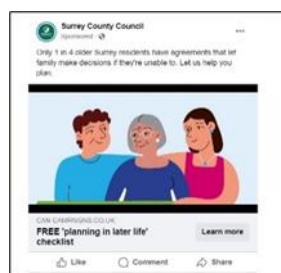 Surrey County Council
Sponsored ·
Only 1 in 4 older Surrey residents have agreements that let
family make decisions if they're unable to. Let us help you
plan.
CAN-CAMPAIGNS.CO.UK
FREE 'planning in later life'
checklist
Learn more
Like
Comment
Share